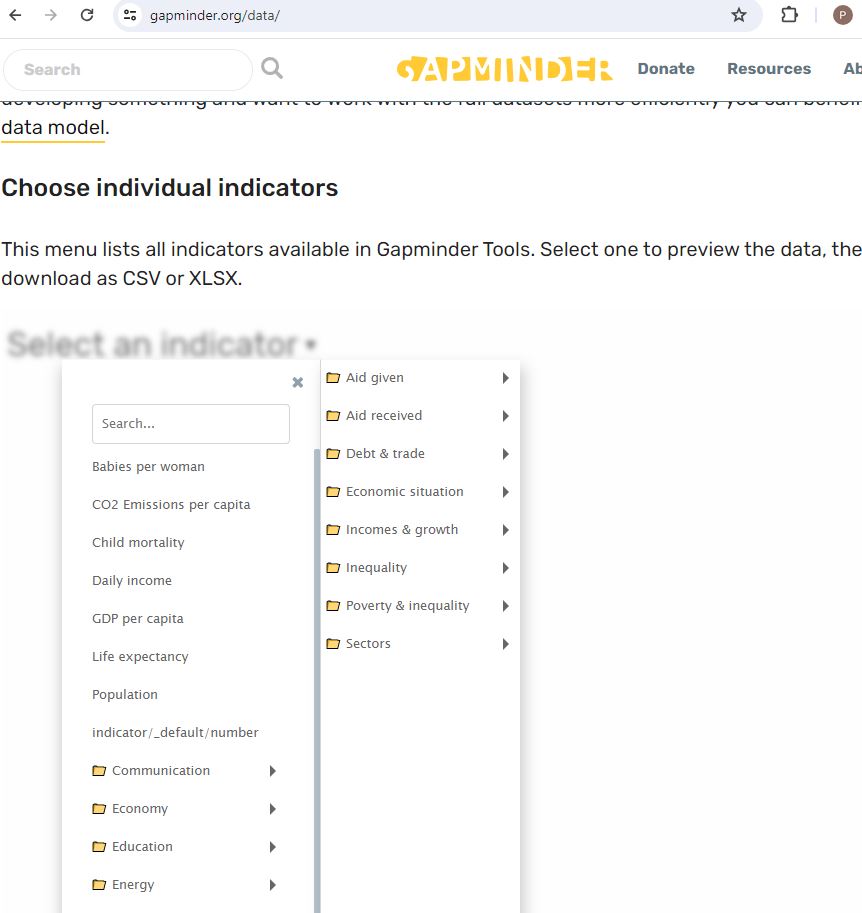 gapminder.org/data/
P
Search
GAPMINDER
Donate
Resources
Ab
developing something and want to work with the full datasets more efficiently you can benefi
data model.
Choose individual indicators
This menu lists all indicators available in Gapminder Tools. Select one to preview the data, the
download as CSV or XLSX.
Select an indicator
Search...
Babies per woman
CO2 Emissions per capita
Child mortality
Daily income
GDP per capita
Life expectancy
Population
indicator/_default/number
Communication
Economy
Education
Energy
Aid given
Aid received
Debt & trade
Economic situation
Incomes & growth
Inequality
Poverty & inequality
Sectors